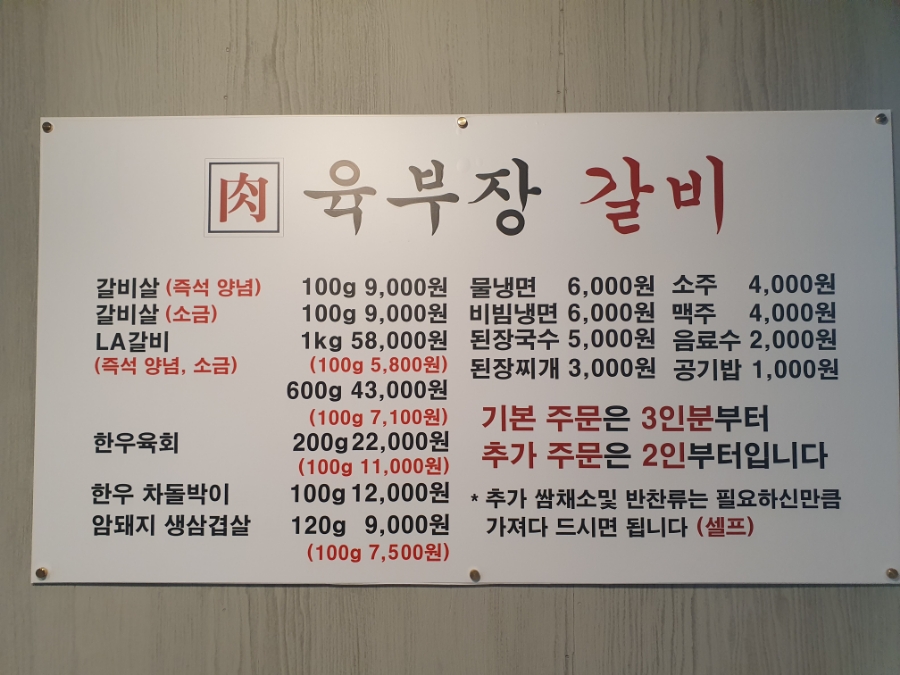 肉 육부장 갈비
갈비살 (즉석 양념) 100g 9,000원
갈비살 (소금) 100g 9,000원
LA갈비 1kg 58,000원
(즉석 양념, 소금) (100g 5,800원)
600g 43,000원
(100g 7,100원)
한우육회 200g 22,000원
(100g 11,000원)
한우 차돌박이 100g 12,000원
암돼지 생삼겹살 120g 9,000원
(100g 7,500원)
물냉면 6,000원
비빔냉면 6,000원
된장국수 5,000원
된장찌개 3,000원
소주 4,000원
맥주 4,000원
음료수 2,000원
공기밥 1,000원
기본 주문은 3인분부터
추가 주문은 2인부터입니다
* 추가 쌈채소및 반찬류는 필요하신만큼
가져다 드시면 됩니다 (셀프)